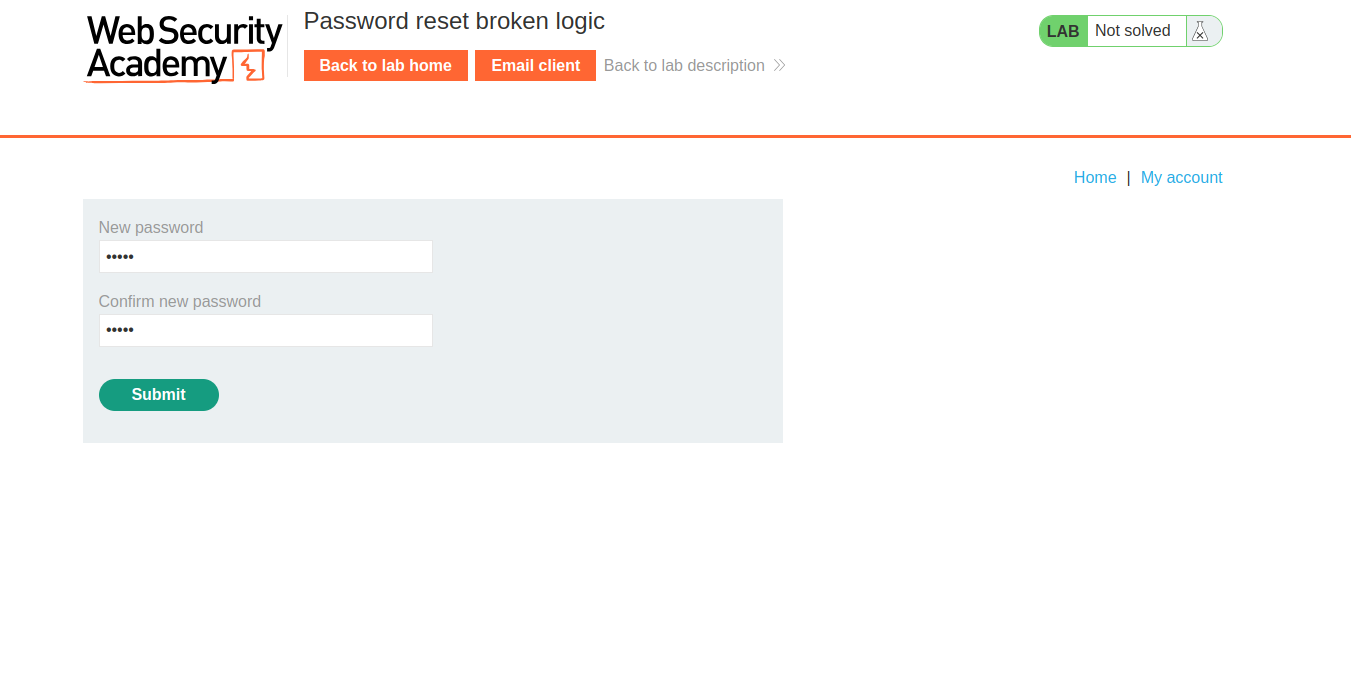 Web Security
Academy
Password reset broken logic
Back to lab home
Email client
Back to lab description
LAB
Not solved
Home | My account
New password
•••••
Confirm new password
•••••
Submit